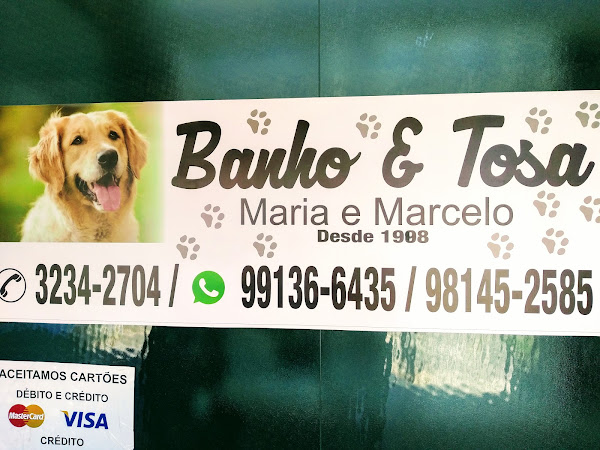 Banho & Tosa
Maria e Marcelo
Desde 1998
3234-2704 / 99136-6435 / 98145-2585
ACEITAMOS CARTÕES
DÉBITO E CRÉDITO
MasterCard VISA
CRÉDITO